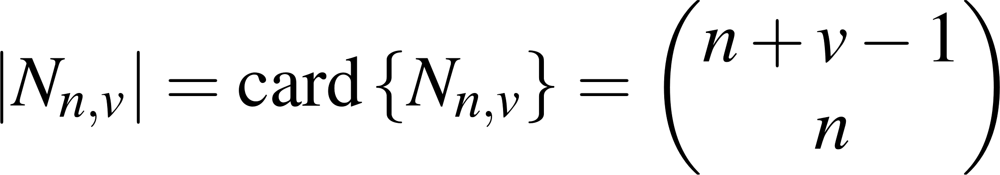 |N_{n,v}| = card {N_{n,v}} = \binom{n + v − 1}{n}